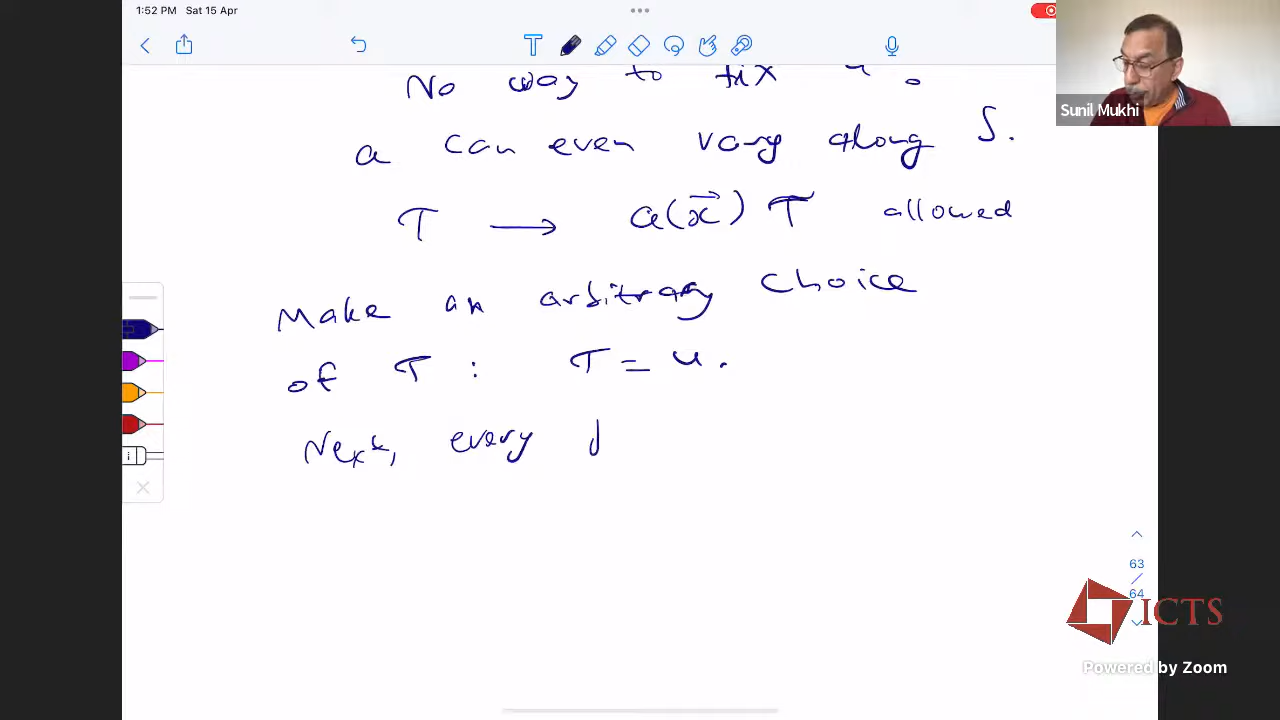 1:52 PM Sat 15 Apr
No way to fix
Sunil Mukhi
a can even vary along S.
T → a(x⃗) T allowed
Make an arbitrary choice
of T : T = u.
Next, every
63
/
64
ICTS
Powered by Zoom